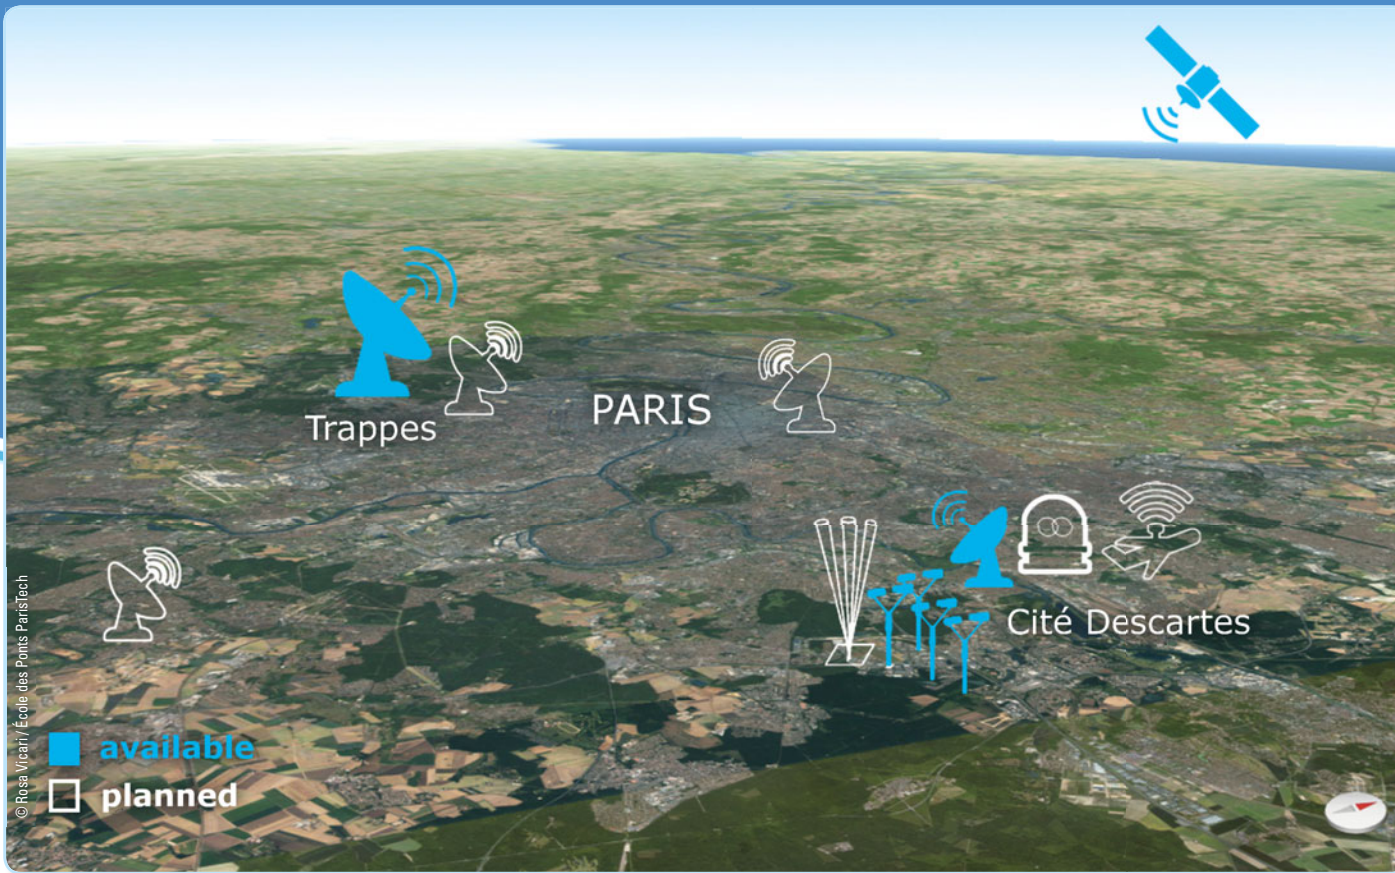 Trappes
PARIS
Cité Descartes
available
planned
© Rosa Vicari / École des Ponts ParisTech